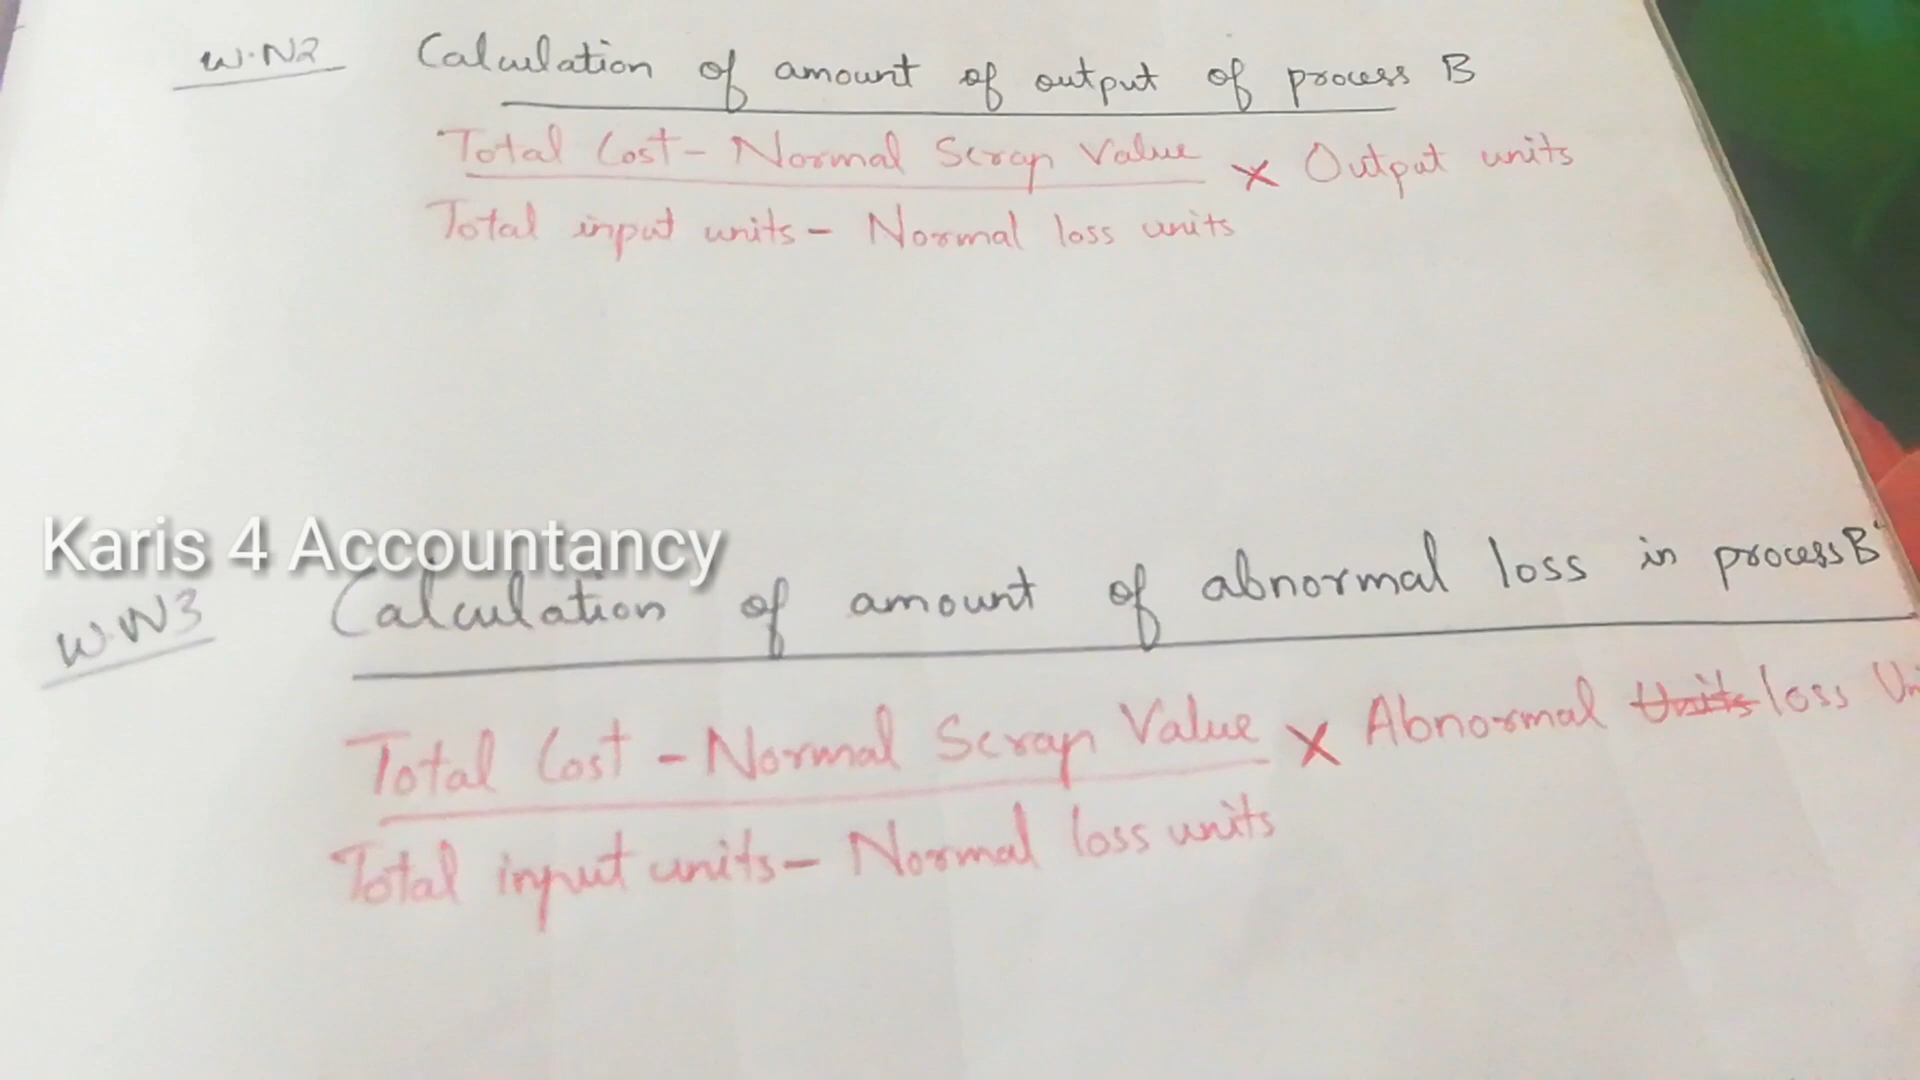 W.N2 Calculation of amount of output of process B
Total Cost - Normal Scrap Value × Output units
Total input units - Normal loss units
Karis 4 Accountancy
W.N3 Calculation of amount of abnormal loss in process B
Total Cost - Normal Scrap Value × Abnormal Units loss Un
Total input units - Normal loss units